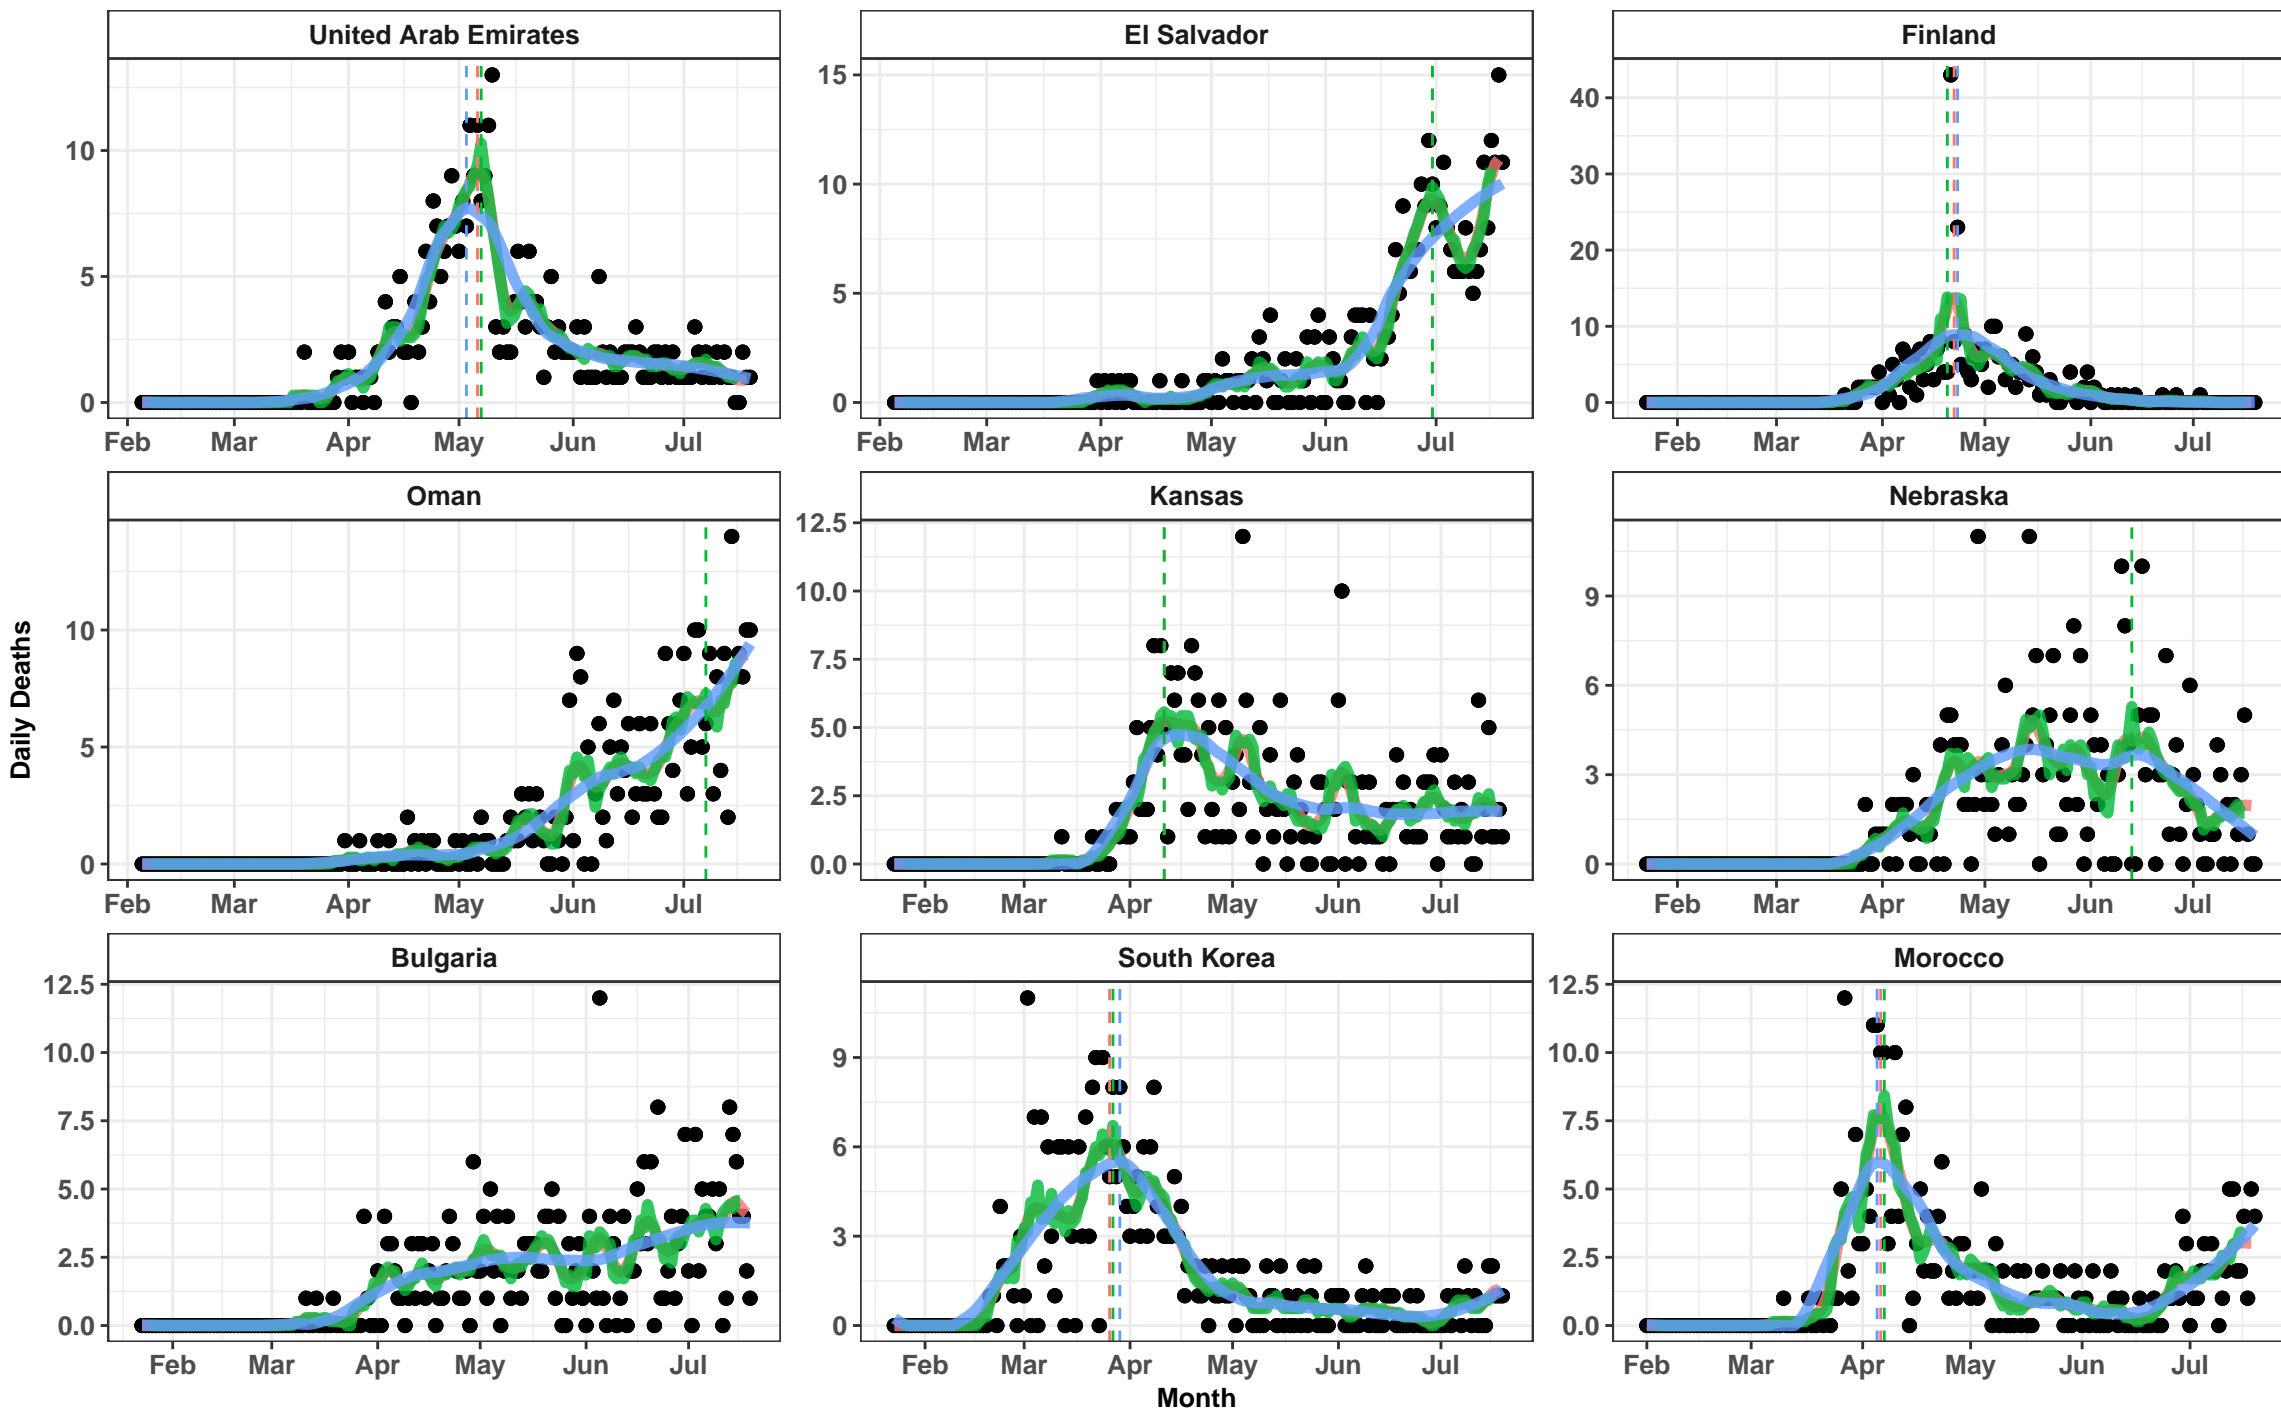 United Arab Emirates
El Salvador
Finland
10
5
0
15
10
5
0
40
30
20
10
0
Feb Mar Apr May Jun Jul
Feb Mar Apr May Jun Jul
Feb Mar Apr May Jun Jul
Oman
Kansas
Nebraska
10
5
0
12.5
10.0
7.5
5.0
2.5
0.0
9
6
3
0
Feb Mar Apr May Jun Jul
Feb Mar Apr May Jun Jul
Feb Mar Apr May Jun Jul
Daily Deaths
Bulgaria
South Korea
Morocco
12.5
10.0
7.5
5.0
2.5
0.0
9
6
3
0
12.5
10.0
7.5
5.0
2.5
0.0
Feb Mar Apr May Jun Jul
Feb Mar Apr May Jun Jul
Feb Mar Apr May Jun Jul
Month